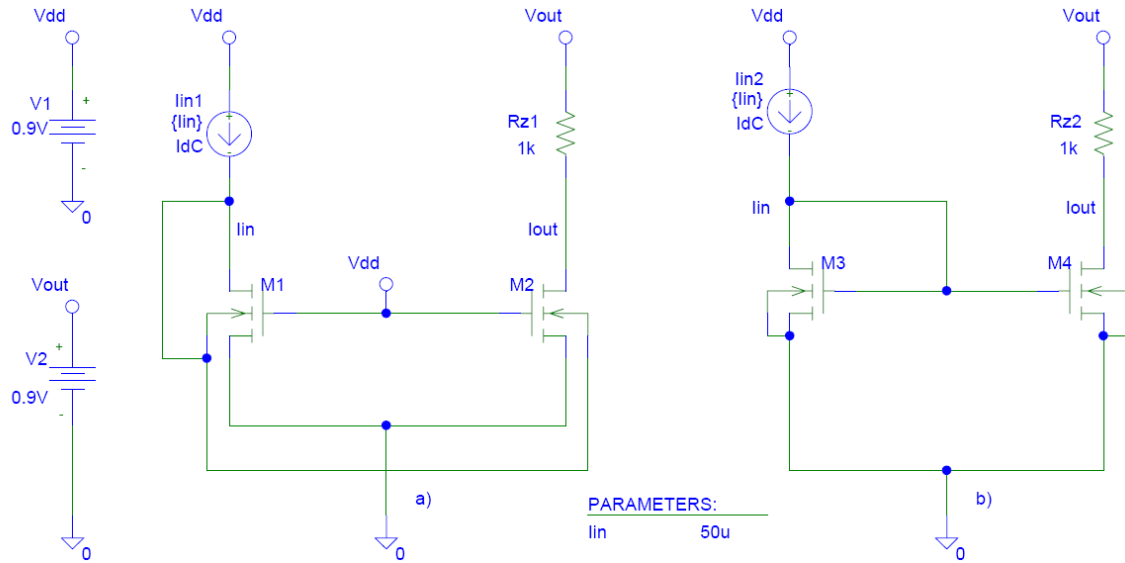 Vdd
Vdd
Vout
Vdd
Vout
V1
+
0.9V
-
0
Iin1
{Iin}
IdC
+
-
Rz1
1k
Iin2
{Iin}
IdC
+
-
Rz2
1k
Iin
Iout
Iin
Iout
Vdd
M1
M2
M3
M4
Vout
V2
+
0.9V
-
0
a)
0
PARAMETERS:
Iin 50u
b)
0